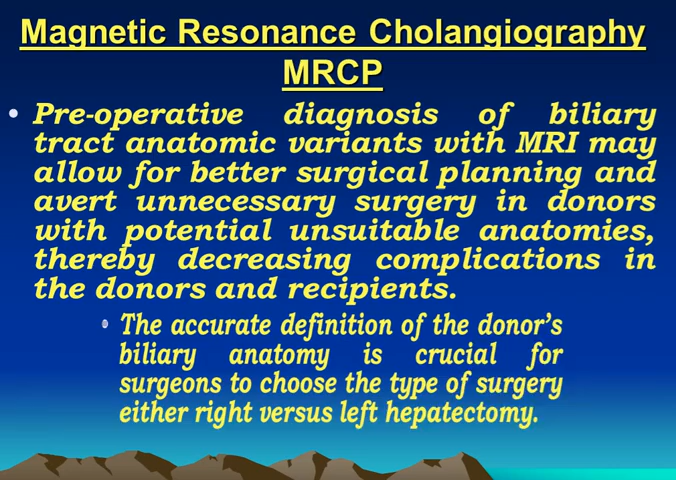 Magnetic Resonance Cholangiography
MRCP
• Pre-operative diagnosis of biliary
tract anatomic variants with MRI may
allow for better surgical planning and
avert unnecessary surgery in donors
with potential unsuitable anatomies,
thereby decreasing complications in
the donors and recipients.
• The accurate definition of the donor’s
biliary anatomy is crucial for
surgeons to choose the type of surgery
either right versus left hepatectomy.